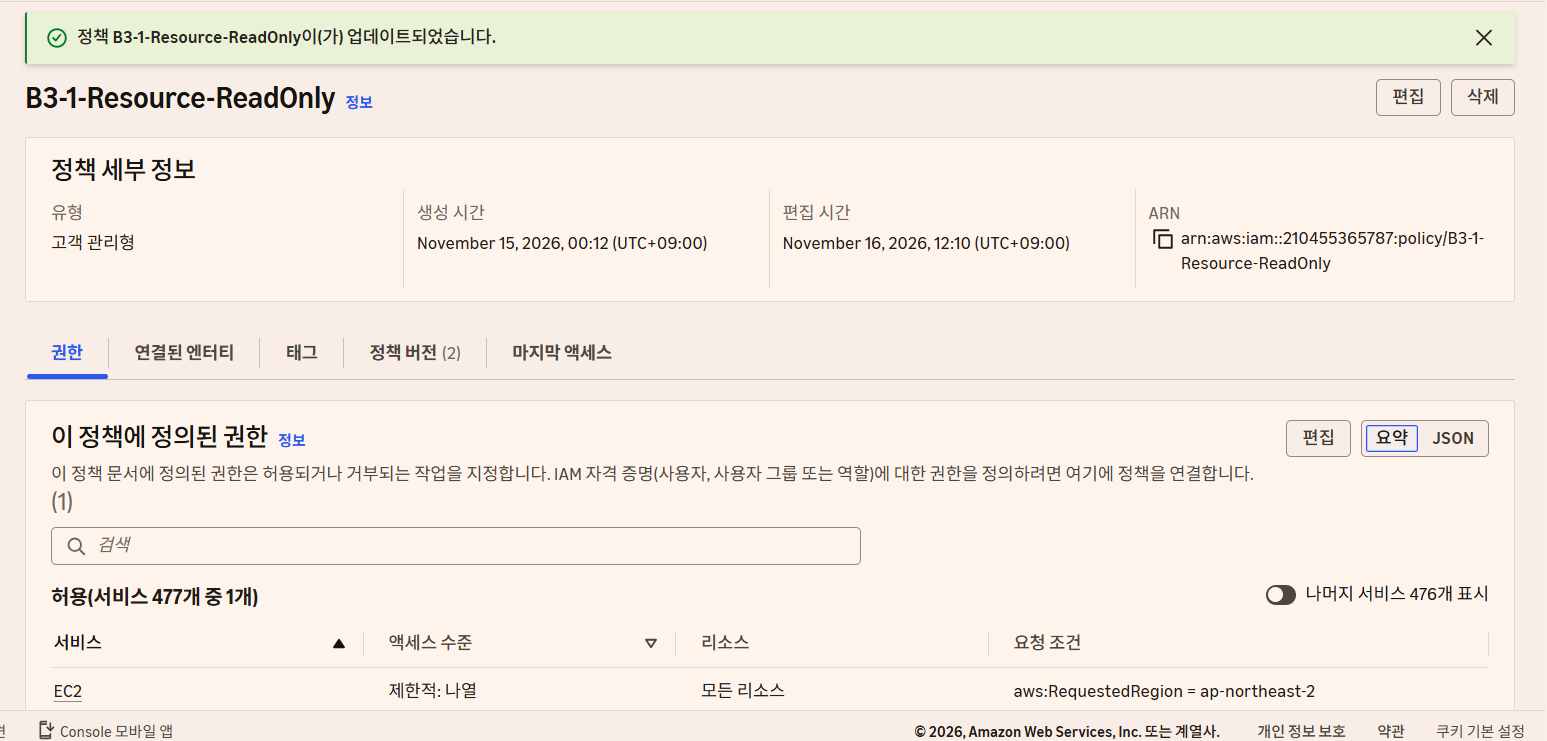 정책 B3-1-Resource-ReadOnly이(가) 업데이트되었습니다.
B3-1-Resource-ReadOnly 정보
편집 삭제
정책 세부 정보
유형
고객 관리형
생성 시간
November 15, 2026, 00:12 (UTC+09:00)
편집 시간
November 16, 2026, 12:10 (UTC+09:00)
ARN
arn:aws:iam::210455365787:policy/B3-1-
Resource-ReadOnly
권한 연결된 엔터티 태그 정책 버전 (2) 마지막 액세스
이 정책에 정의된 권한 정보
편집 요약 JSON
이 정책 문서에 정의된 권한은 허용되거나 거부되는 작업을 지정합니다. IAM 자격 증명(사용자, 사용자 그룹 또는 역할)에 대한 권한을 정의하려면 여기에 정책을 연결합니다.
(1)
검색
허용(서비스 477개 중 1개)
나머지 서비스 476개 표시
서비스 액세스 수준 리소스 요청 조건
EC2 제한적: 나열 모든 리소스 aws:RequestedRegion = ap-northeast-2
Console 모바일 앱 © 2026, Amazon Web Services, Inc. 또는 계열사. 개인 정보 보호 약관 쿠키 기본 설정